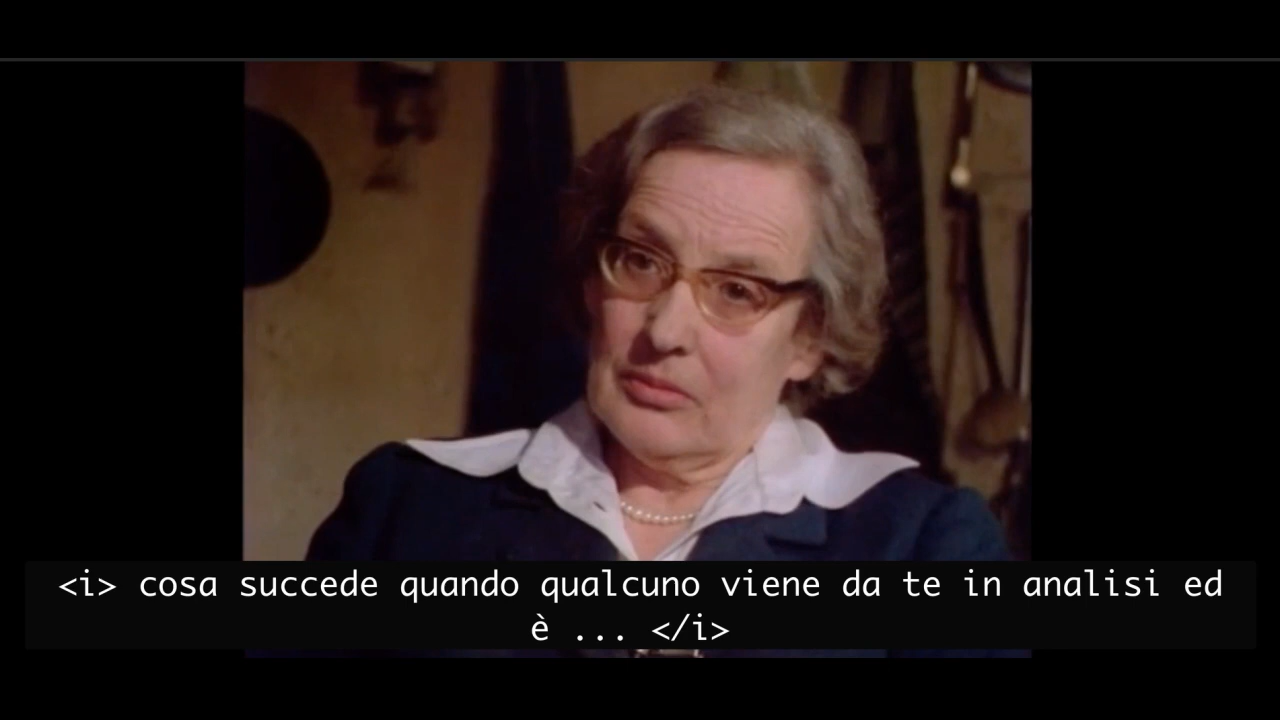 <i> cosa succede quando qualcuno viene da te in analisi ed
è ... </i>